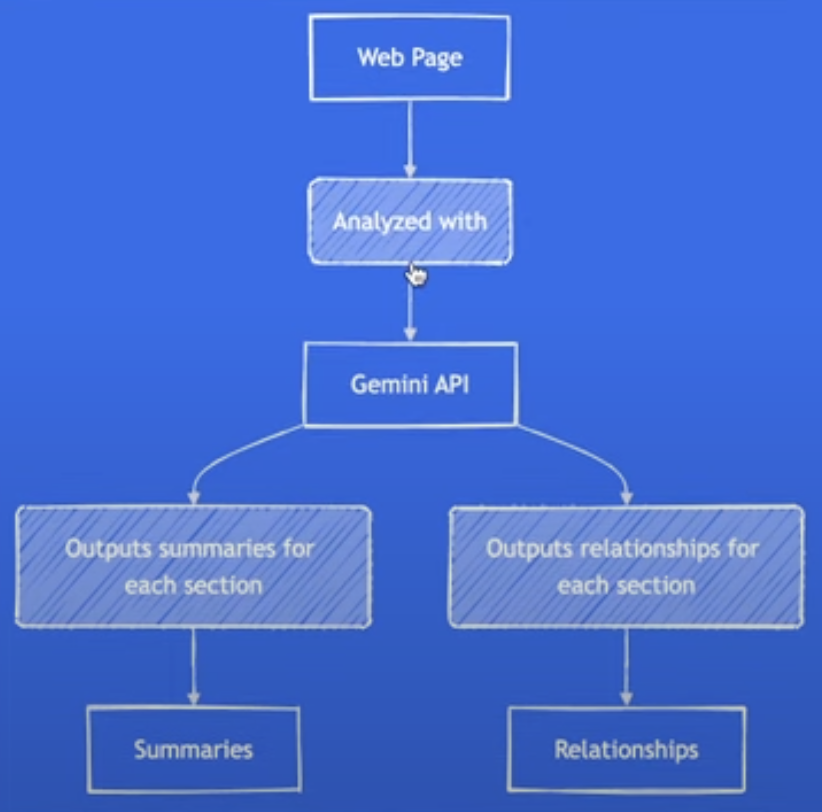 Web Page
Analyzed with
Gemini API
Outputs summaries for
each section
Outputs relationships for
each section
Summaries
Relationships